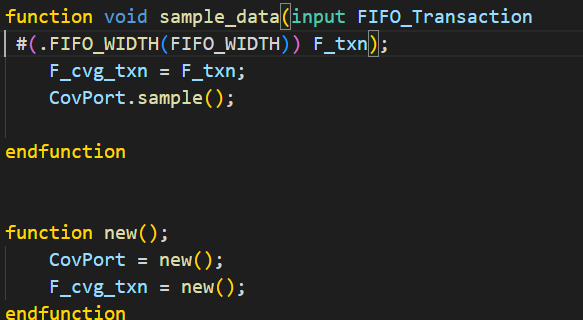 function void sample_data(input FIFO_Transaction
#(.FIFO_WIDTH(FIFO_WIDTH)) F_txn);
F_cvg_txn = F_txn;
CovPort.sample();
endfunction
function new();
CovPort = new();
F_cvg_txn = new();
endfunction